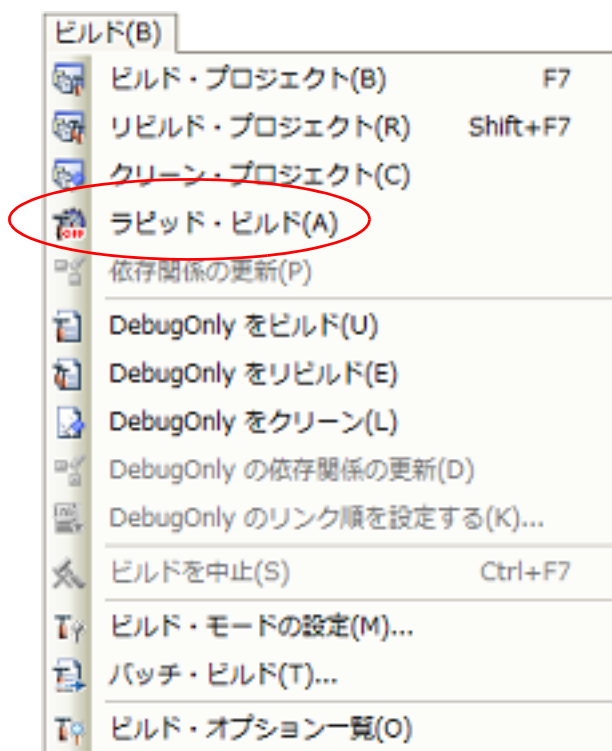 ビルド(B)
ビルド・プロジェクト(B) F7
リビルド・プロジェクト(R) Shift+F7
クリーン・プロジェクト(C)
ラピッド・ビルド(A)
依存関係の更新(P)
DebugOnly をビルド(U)
DebugOnly をリビルド(E)
DebugOnly をクリーン(L)
DebugOnly の依存関係の更新(D)
DebugOnly のリンク順を設定する(K)...
ビルドを中止(S) Ctrl+F7
ビルド・モードの設定(M)...
バッチ・ビルド(T)...
ビルド・オプション一覧(O)